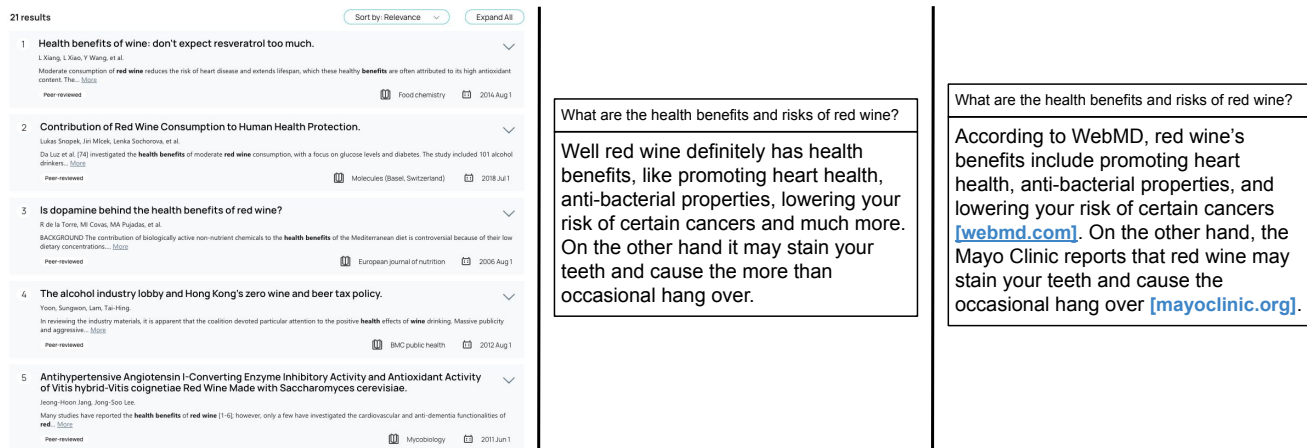 21 results
Sort by: Relevance
Expand All
1 Health benefits of wine: don't expect resveratrol too much.
L Xiang, L Xiao, Y Wang, et al.
Moderate consumption of red wine reduces the risk of heart disease and extends lifespan, which these healthy benefits are often attributed to its high antioxidant
content. The... More
Peer-reviewed
Food chemistry
2014 Aug 1
2 Contribution of Red Wine Consumption to Human Health Protection.
Lukas Snopek, Jiri Mlcek, Lenka Sochorova, et al.
Da Luz et al. [74] investigated the health benefits of moderate red wine consumption, with a focus on glucose levels and diabetes. The study included 101 alcohol
drinkers... More
Peer-reviewed
Molecules (Basel, Switzerland)
2018 Jul 1
3 Is dopamine behind the health benefits of red wine?
R de la Torre, MI Covas, MA Pujadas, et al.
BACKGROUND The contribution of biologically active non-nutrient chemicals to the health benefits of the Mediterranean diet is controversial because of their low
dietary concentrations.... More
Peer-reviewed
European journal of nutrition
2006 Aug 1
4 The alcohol industry lobby and Hong Kong's zero wine and beer tax policy.
Yoon, Sungwon, Lam, Tai-Hing.
In reviewing the industry materials, it is apparent that the coalition devoted particular attention to the positive health effects of wine drinking. Massive publicity
and aggressive... More
Peer-reviewed
BMC public health
2012 Aug 1
5 Antihypertensive Angiotensin I-Converting Enzyme Inhibitory Activity and Antioxidant Activity
of Vitis hybrid-Vitis coignetiae Red Wine Made with Saccharomyces cerevisiae.
Jeong-Hoon Jang, Jong-Soo Lee.
Many studies have reported the health benefits of red wine [1-6]; however, only a few have investigated the cardiovascular and anti-dementia functionalities of
red... More
Peer-reviewed
Mycobiology
2011 Jun 1
What are the health benefits and risks of red wine?
Well red wine definitely has health
benefits, like promoting heart health,
anti-bacterial properties, lowering your
risk of certain cancers and much more.
On the other hand it may stain your
teeth and cause the more than
occasional hang over.
What are the health benefits and risks of red wine?
According to WebMD, red wine's
benefits include promoting heart
health, anti-bacterial properties, and
lowering your risk of certain cancers
[webmd.com]. On the other hand, the
Mayo Clinic reports that red wine may
stain your teeth and cause the
occasional hang over [mayoclinic.org].